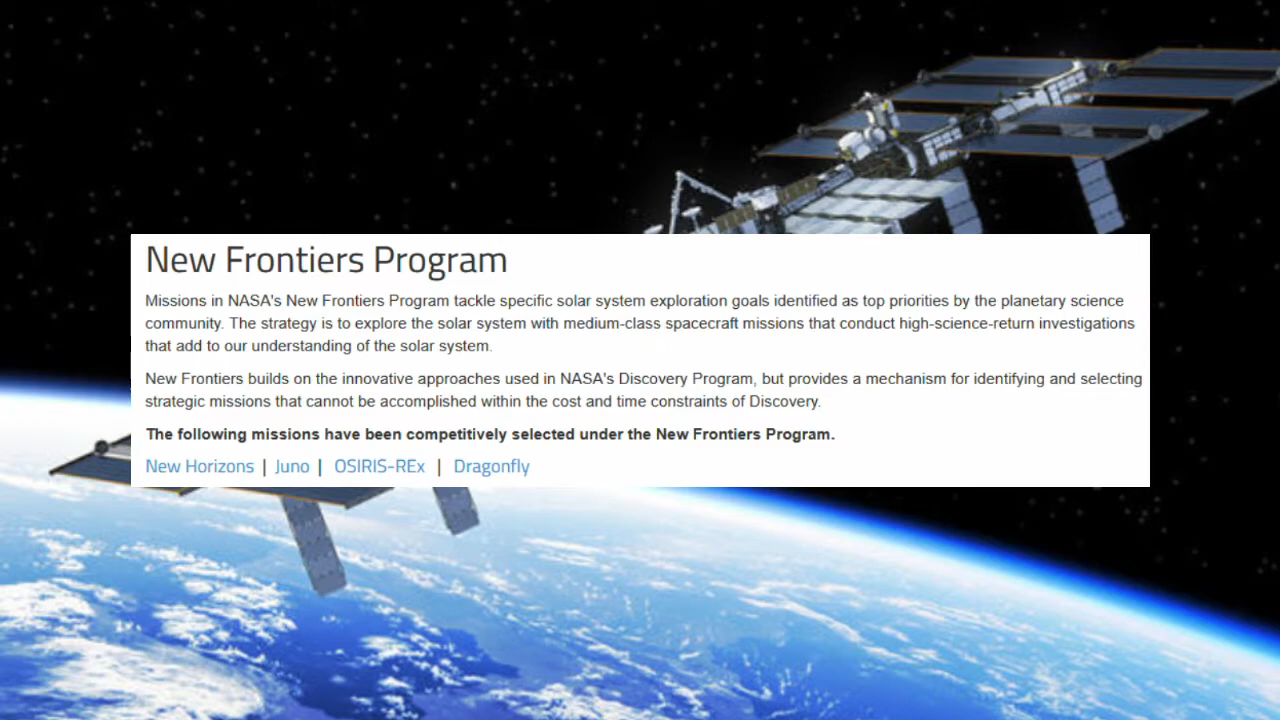 New Frontiers Program
Missions in NASA's New Frontiers Program tackle specific solar system exploration goals identified as top priorities by the planetary science
community. The strategy is to explore the solar system with medium-class spacecraft missions that conduct high-science-return investigations
that add to our understanding of the solar system.
New Frontiers builds on the innovative approaches used in NASA's Discovery Program, but provides a mechanism for identifying and selecting
strategic missions that cannot be accomplished within the cost and time constraints of Discovery.
The following missions have been competitively selected under the New Frontiers Program.
New Horizons | Juno | OSIRIS-REx | Dragonfly